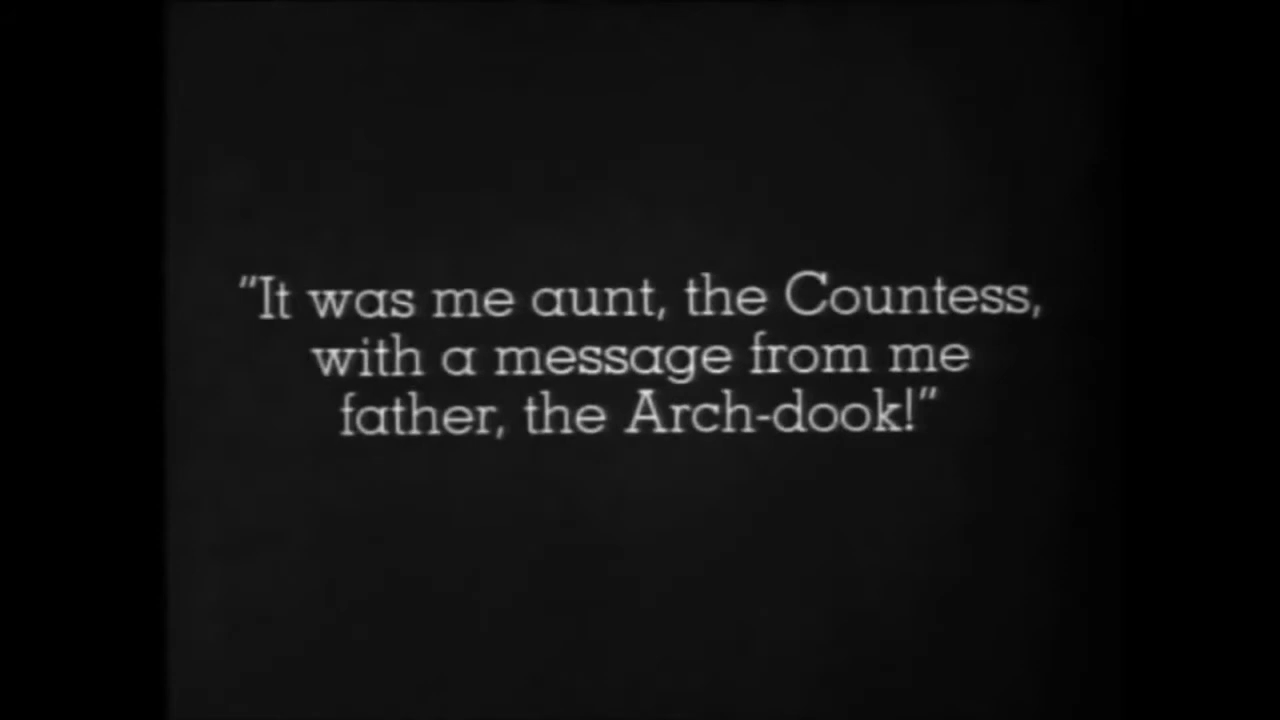 "It was me aunt, the Countess,
with a message from me
father, the Arch-dook!"